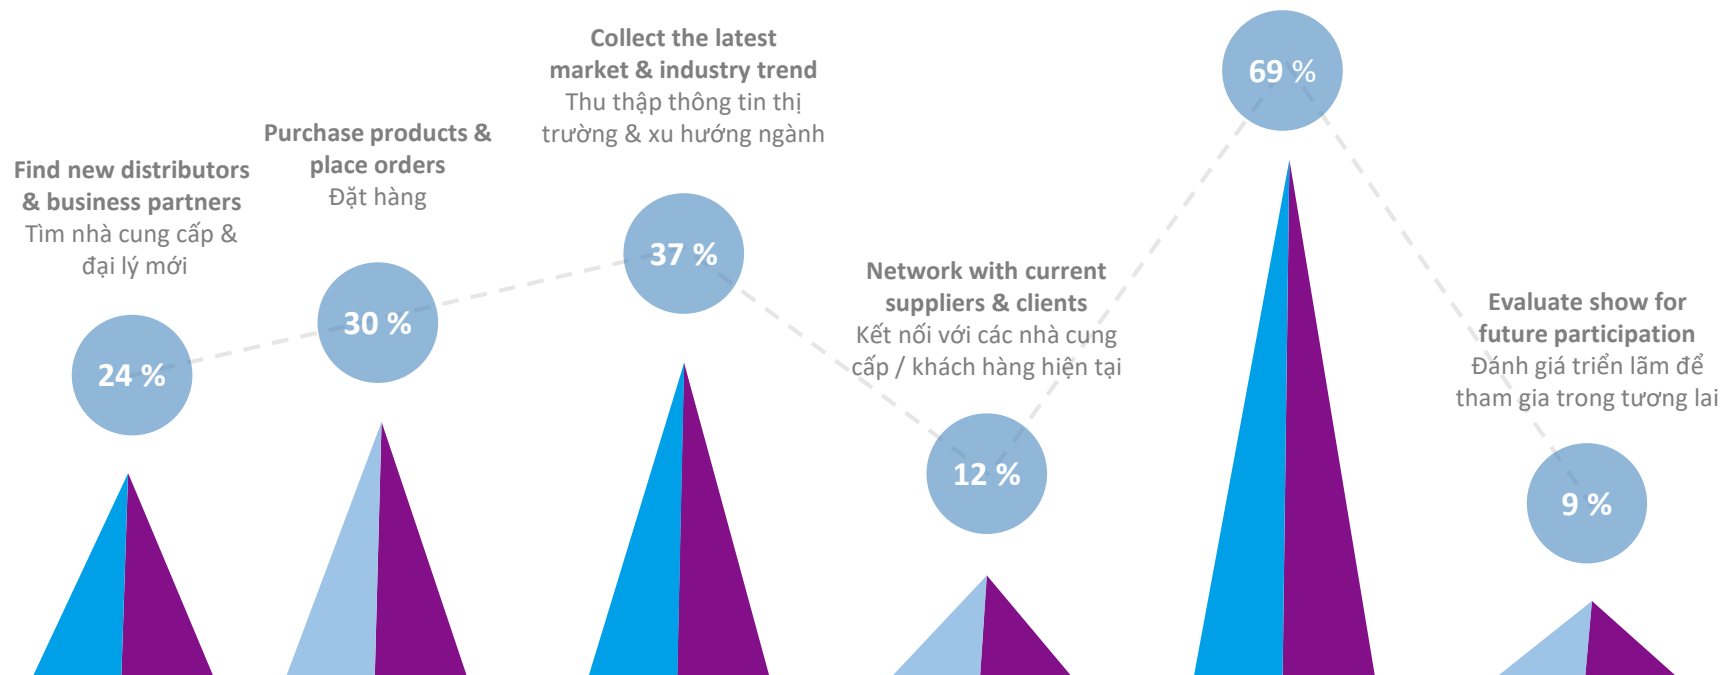 Find new distributors
& business partners
Tìm nhà cung cấp &
đại lý mới
24 %
Purchase products &
place orders
Đặt hàng
30 %
Collect the latest
market & industry trend
Thu thập thông tin thị
trường & xu hướng ngành
37 %
Network with current
suppliers & clients
Kết nối với các nhà cung
cấp / khách hàng hiện tại
12 %
69 %
Evaluate show for
future participation
Đánh giá triển lãm để
tham gia trong tương lai
9 %